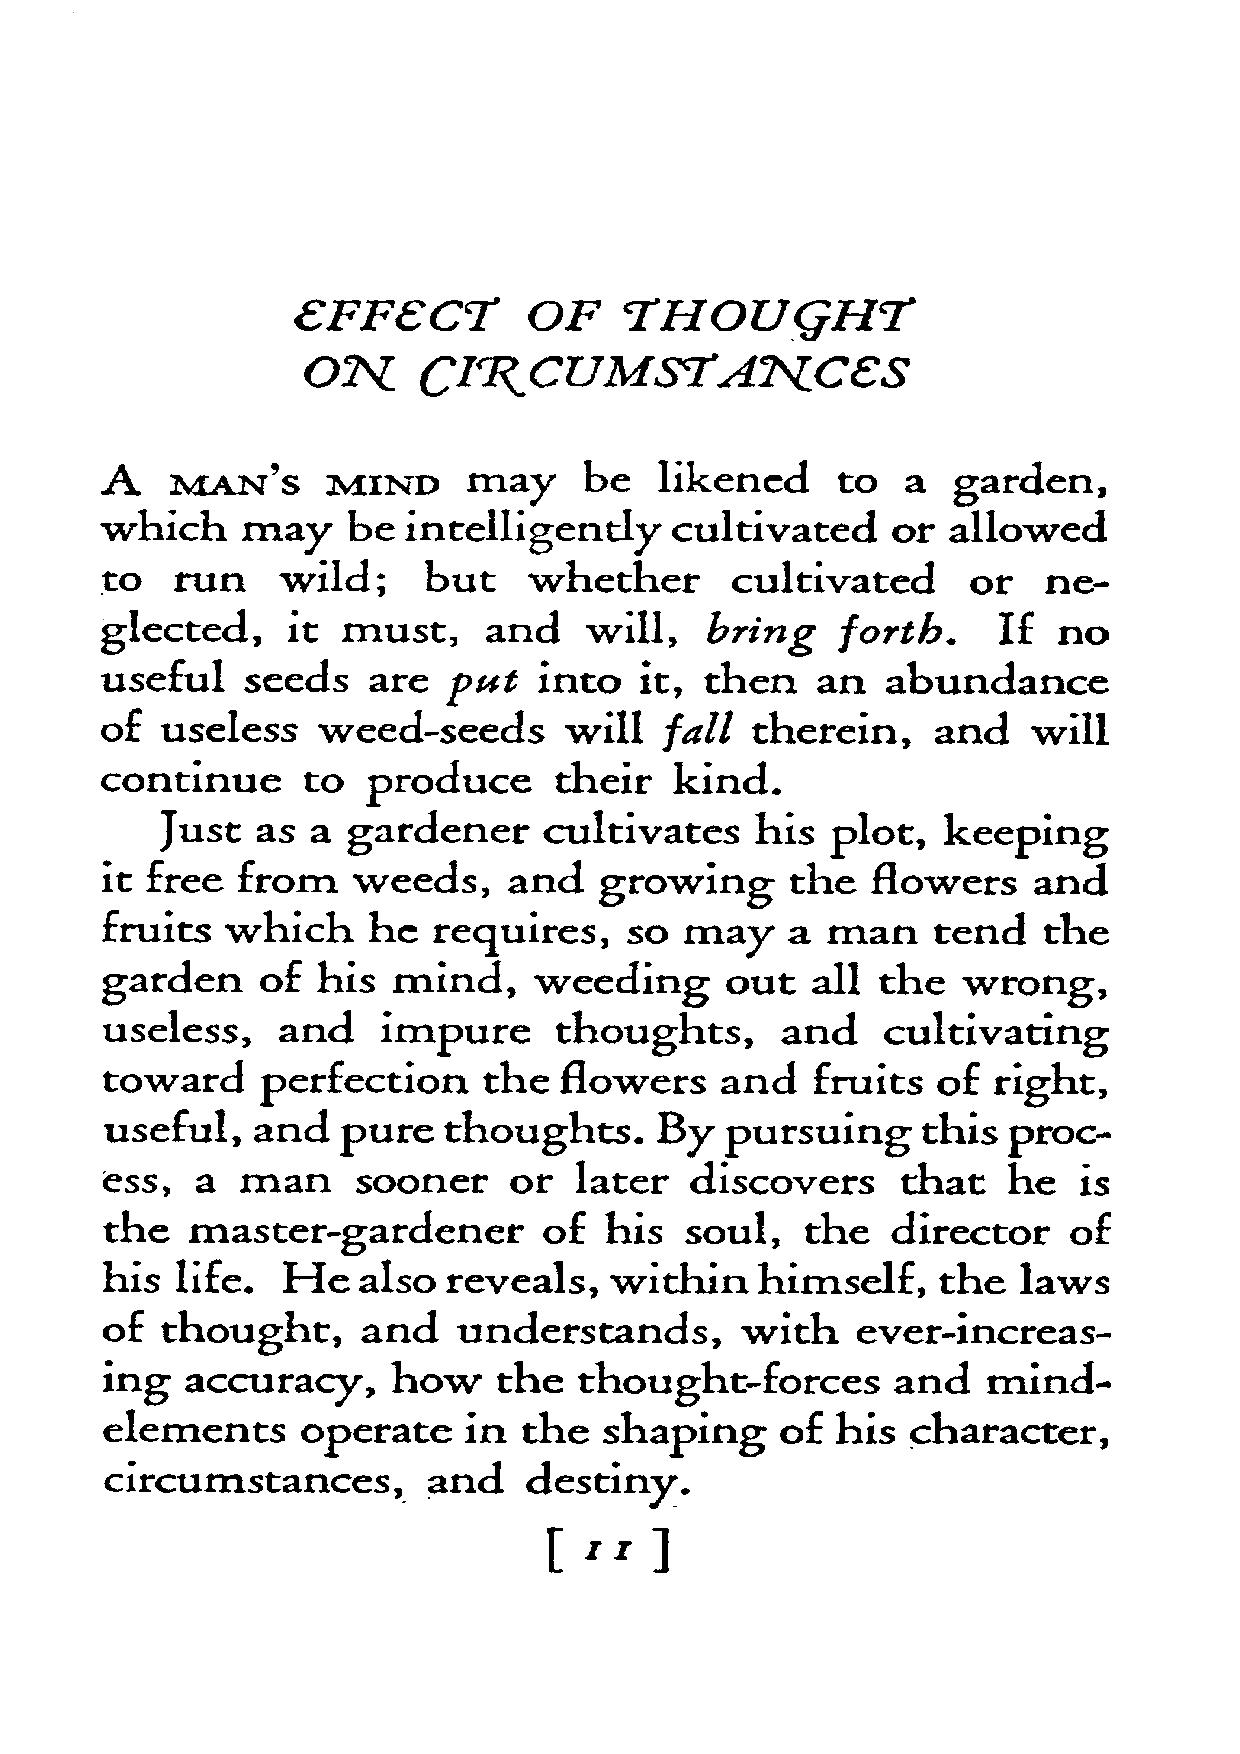 EFFECT OF THOUGHT
ON CIRCUMSTANCES
A MAN'S MIND may be likened to a garden,
which may be intelligently cultivated or allowed
to run wild; but whether cultivated or ne-
glected, it must, and will, bring forth. If no
useful seeds are put into it, then an abundance
of useless weed-seeds will fall therein, and will
continue to produce their kind.
Just as a gardener cultivates his plot, keeping
it free from weeds, and growing the flowers and
fruits which he requires, so may a man tend the
garden of his mind, weeding out all the wrong,
useless, and impure thoughts, and cultivating
toward perfection the flowers and fruits of right,
useful, and pure thoughts. By pursuing this proc-
ess, a man sooner or later discovers that he is
the master-gardener of his soul, the director of
his life. He also reveals, within himself, the laws
of thought, and understands, with ever-increas-
ing accuracy, how the thought-forces and mind-
elements operate in the shaping of his character,
circumstances, and destiny.
[ 11 ]